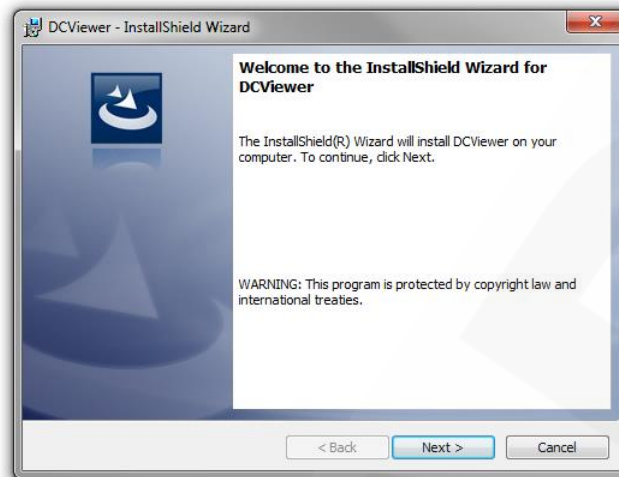 DCViewer - InstallShield Wizard
Welcome to the InstallShield Wizard for
DCViewer
The InstallShield(R) Wizard will install DCViewer on your
computer. To continue, click Next.
WARNING: This program is protected by copyright law and
international treaties.
< Back
Next >
Cancel